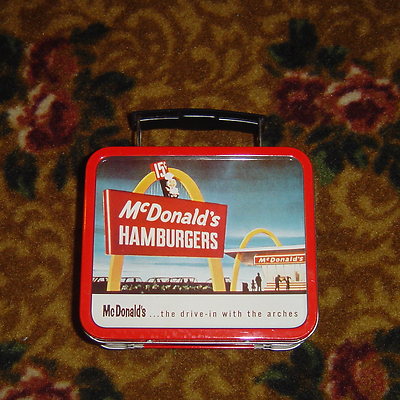 15¢
McDonald's
HAMBURGERS
McDonald's
McDonald's ...the drive-in with the arches